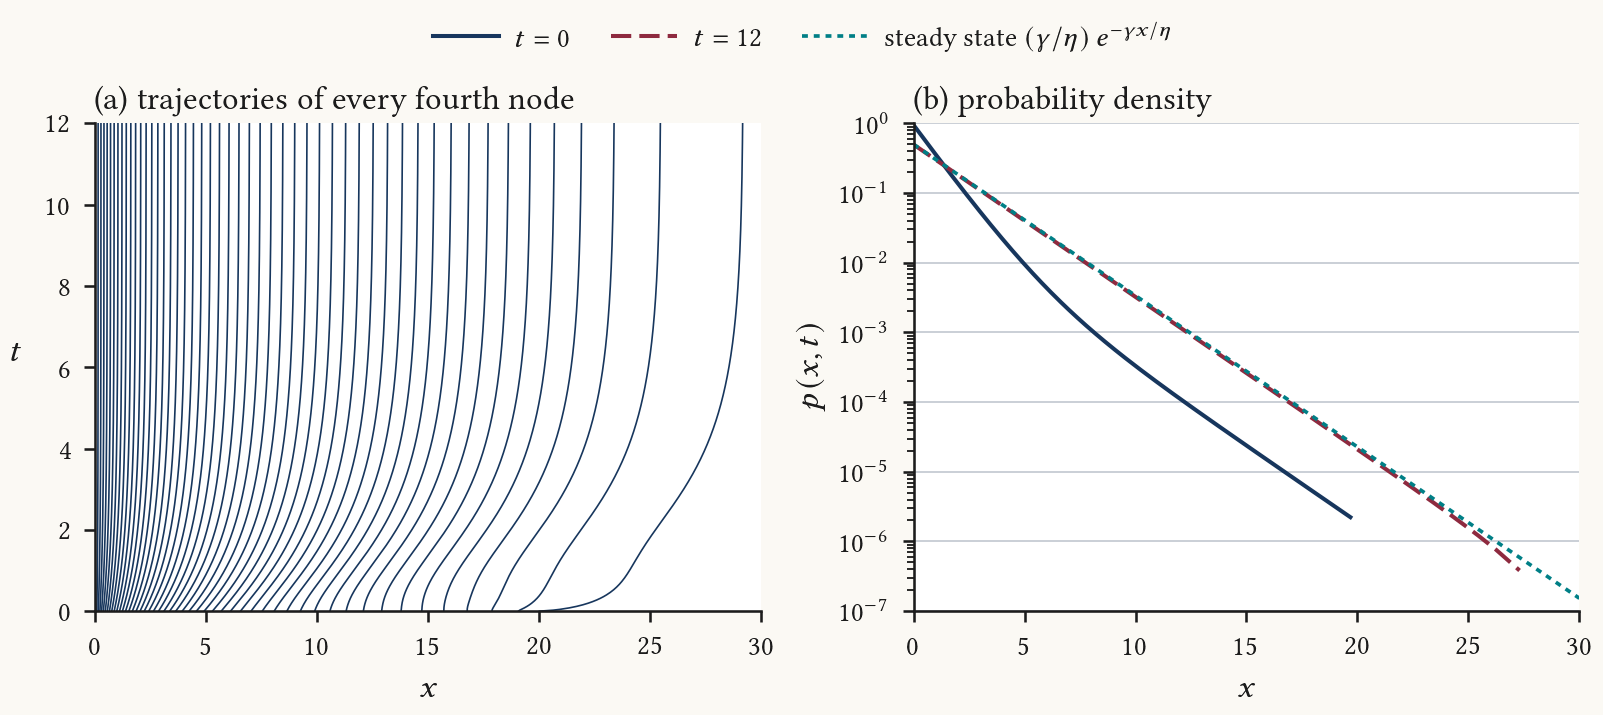 t = 0
t = 12
steady state (γ/η) e^{−γx/η}
(a) trajectories of every fourth node
12
10
8
6
4
2
0
t
0 5 10 15 20 25 30
x
(b) probability density
10^0
10^{−1}
10^{−2}
10^{−3}
10^{−4}
10^{−5}
10^{−6}
10^{−7}
p(x, t)
0 5 10 15 20 25 30
x